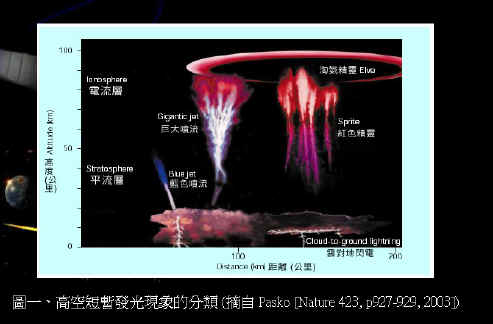 100
Ionosphere
電流層
淘氣精靈 Elve
Gigantic jet
巨大噴流
Sprite
紅色精靈
Altitude (km)
高度 (公里)
50
Stratosphere
平流層
Blue jet
藍色噴流
Cloud-to-ground lightning
雲對地閃電
0
100
200
Distance (km) 距離 (公里)
圖一、高空短暫發光現象的分類 (摘自 Pasko [Nature 423, p927-929, 2003])